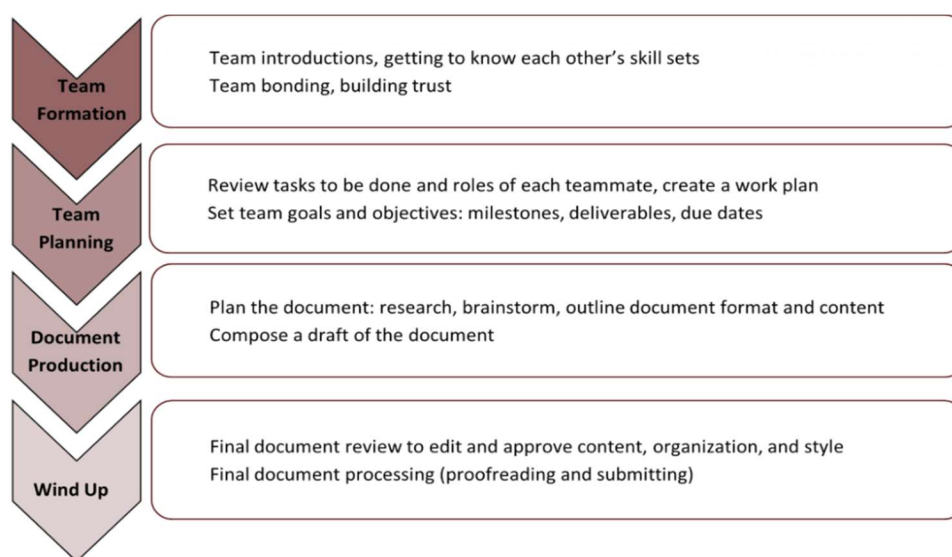 Team
Formation
Team introductions, getting to know each other’s skill sets
Team bonding, building trust
Team
Planning
Review tasks to be done and roles of each teammate, create a work plan
Set team goals and objectives: milestones, deliverables, due dates
Document
Production
Plan the document: research, brainstorm, outline document format and content
Compose a draft of the document
Wind Up
Final document review to edit and approve content, organization, and style
Final document processing (proofreading and submitting)